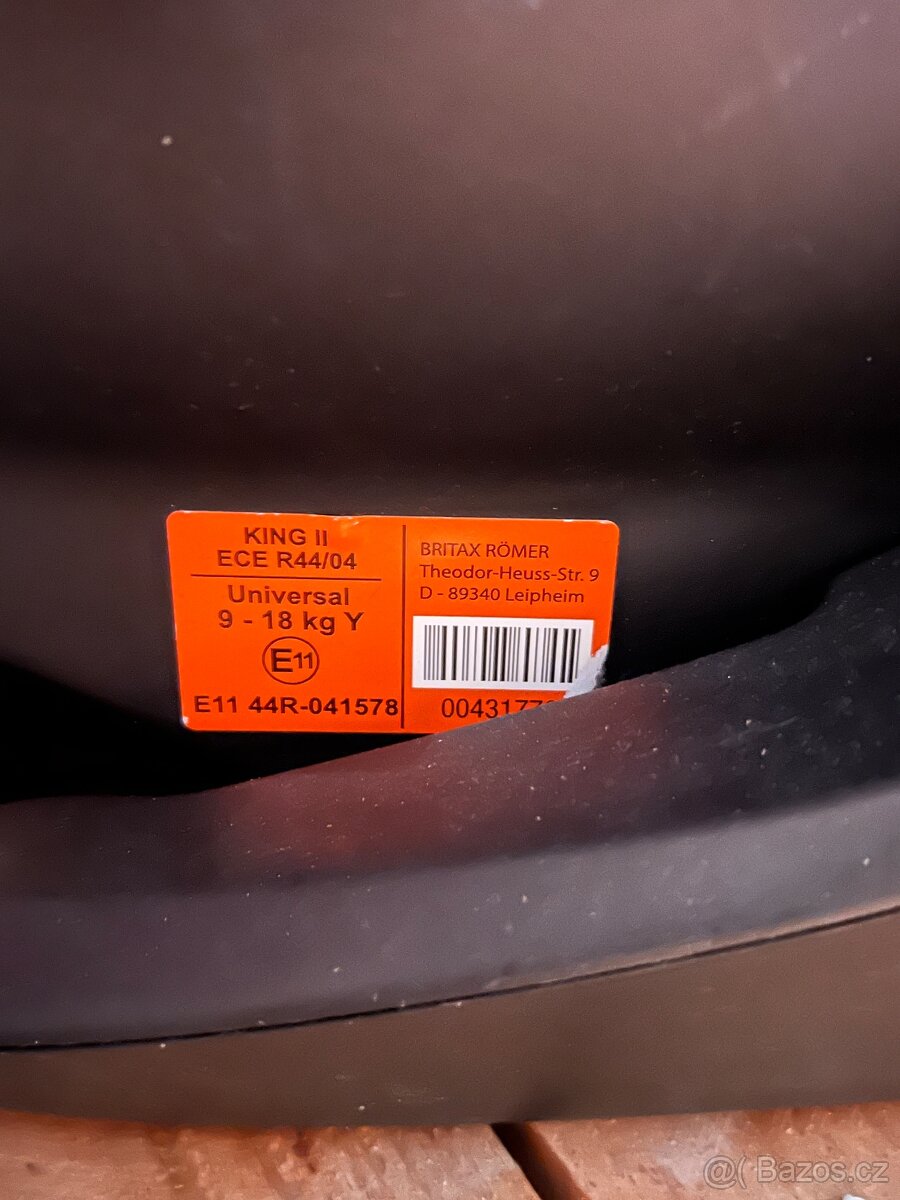 KING II
ECE R44/04
Universal
9 - 18 kg Y
E11
E11 44R-041578
BRITAX RÖMER
Theodor-Heuss-Str. 9
D - 89340 Leipheim
0043177
@( Bazos.cz